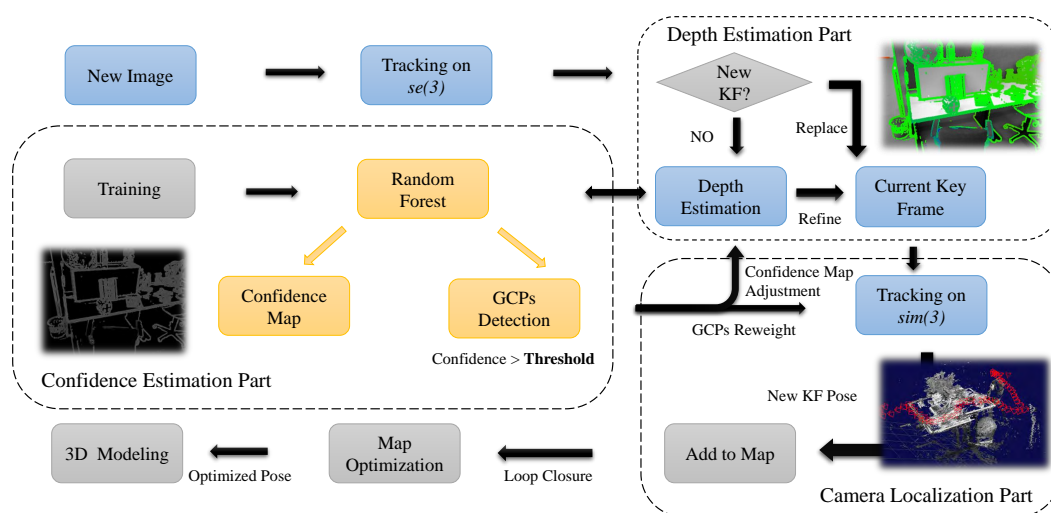 Depth Estimation Part
New Image
Tracking on
se(3)
New
KF?
NO
Replace
Training
Random
Forest
Depth
Estimation
Refine
Current Key
Frame
Confidence
Map
GCPs
Detection
Confidence > Threshold
Confidence Estimation Part
Confidence Map
Adjustment
GCPs Reweight
Tracking on
sim(3)
New KF Pose
3D Modeling
Optimized Pose
Map
Optimization
Loop Closure
Add to Map
Camera Localization Part